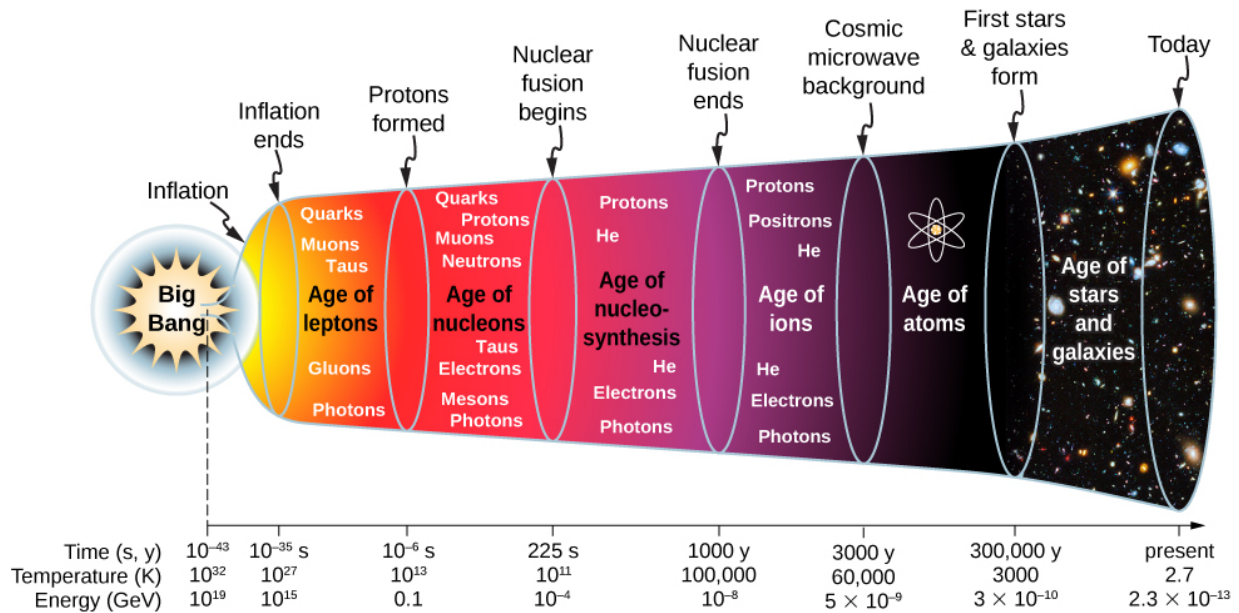 Inflation
Inflation
ends
Protons
formed
Nuclear
fusion
begins
Nuclear
fusion
ends
Cosmic
microwave
background
First stars
& galaxies
form
Today
Big
Bang
Quarks
Muons
Taus
Age of
leptons
Gluons
Photons
Quarks
Protons
Muons
Neutrons
Age of
nucleons
Taus
Electrons
Mesons
Photons
Protons
He
Age of
nucleo-
synthesis
He
Electrons
Photons
Protons
Positrons
He
Age of
ions
He
Electrons
Photons
Age of
atoms
Age of
stars
and
galaxies
Time (s, y) 10⁻⁴³ 10⁻³⁵ s 10⁻⁶ s 225 s 1000 y 3000 y 300,000 y present
Temperature (K) 10³² 10²⁷ 10¹³ 10¹¹ 100,000 60,000 3000 2.7
Energy (GeV) 10¹⁹ 10¹⁵ 0.1 10⁻⁴ 10⁻⁸ 5 × 10⁻⁹ 3 × 10⁻¹⁰ 2.3 × 10⁻¹³